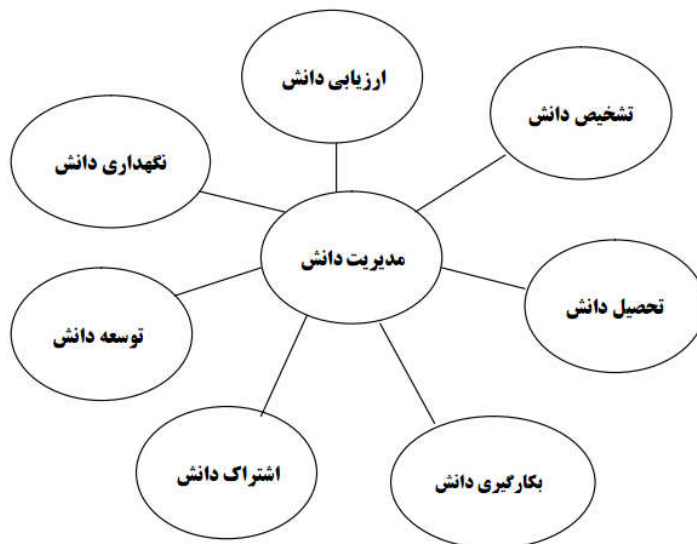 ارزیابی دانش
تشخیص دانش
نگهداری دانش
مدیریت دانش
تحصیل دانش
توسعه دانش
اشتراک دانش
بکارگیری دانش